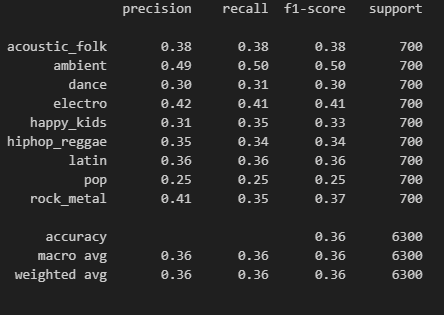 precision recall f1-score support
acoustic_folk 0.38 0.38 0.38 700
ambient 0.49 0.50 0.50 700
dance 0.30 0.31 0.30 700
electro 0.42 0.41 0.41 700
happy_kids 0.31 0.35 0.33 700
hiphop_reggae 0.35 0.34 0.34 700
latin 0.36 0.36 0.36 700
pop 0.25 0.25 0.25 700
rock_metal 0.41 0.35 0.37 700
accuracy 0.36 6300
macro avg 0.36 0.36 0.36 6300
weighted avg 0.36 0.36 0.36 6300